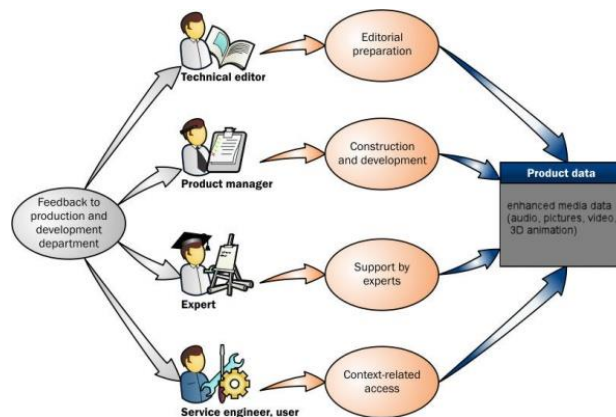 Technical editor
Editorial
preparation
Product manager
Construction
and development
Feedback to
production and
development
department
Product data
enhanced media data
(audio, pictures, video,
3D animation)
Expert
Support by
experts
Service engineer, user
Context-related
access